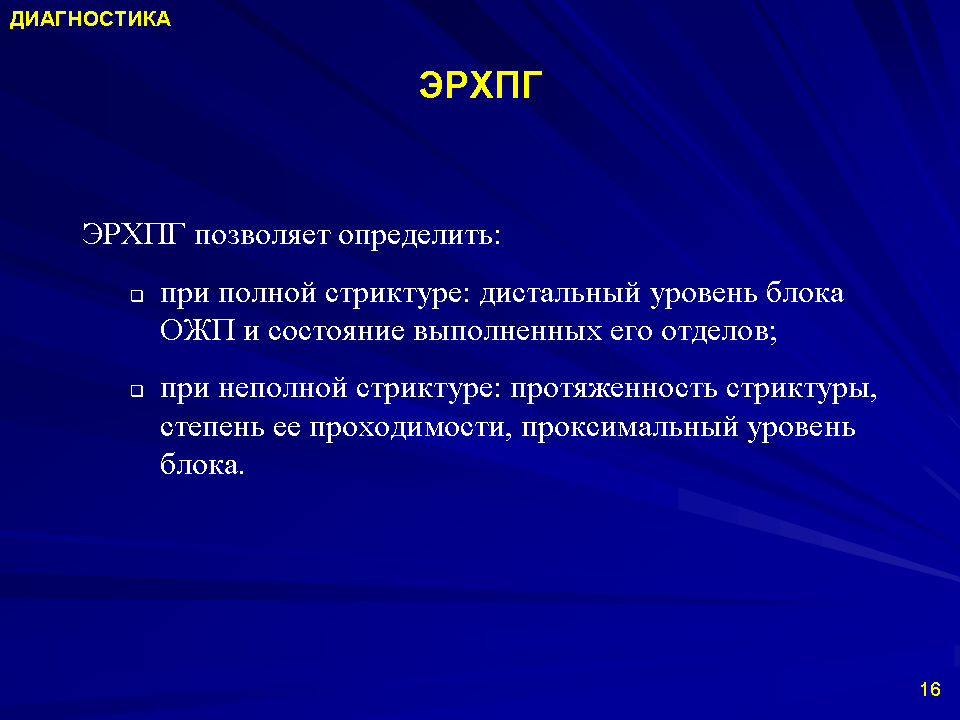 ДИАГНОСТИКА
ЭРХПГ
ЭРХПГ позволяет определить:
при полной стриктуре: дистальный уровень блока
ОЖП и состояние выполненных его отделов;
при неполной стриктуре: протяженность стриктуры,
степень ее проходимости, проксимальный уровень
блока.
16